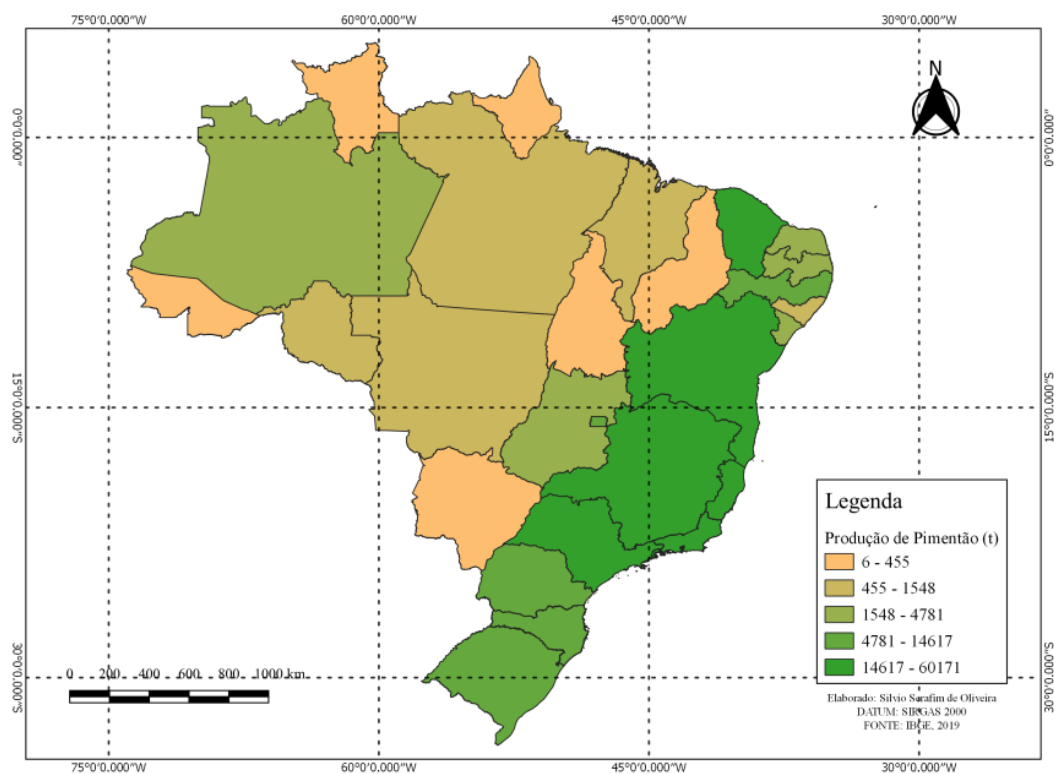 75°0'0.000"W 60°0'0.000"W 45°0'0.000"W 30°0'0.000"W
N
0°0'0.000" 0°0'0.000"
15°0'0.000"S 15°0'0.000"S
Legenda
Produção de Pimentão (t)
6 - 455
455 - 1548
1548 - 4781
4781 - 14617
14617 - 60171
30°0'0.000"S 30°0'0.000"S
0 200 400 600 800 1000 km
Elaborado: Silvio Serafim de Oliveira
DATUM: SIRGAS 2000
FONTE: IBGE, 2019
75°0'0.000"W 60°0'0.000"W 45°0'0.000"W 30°0'0.000"W